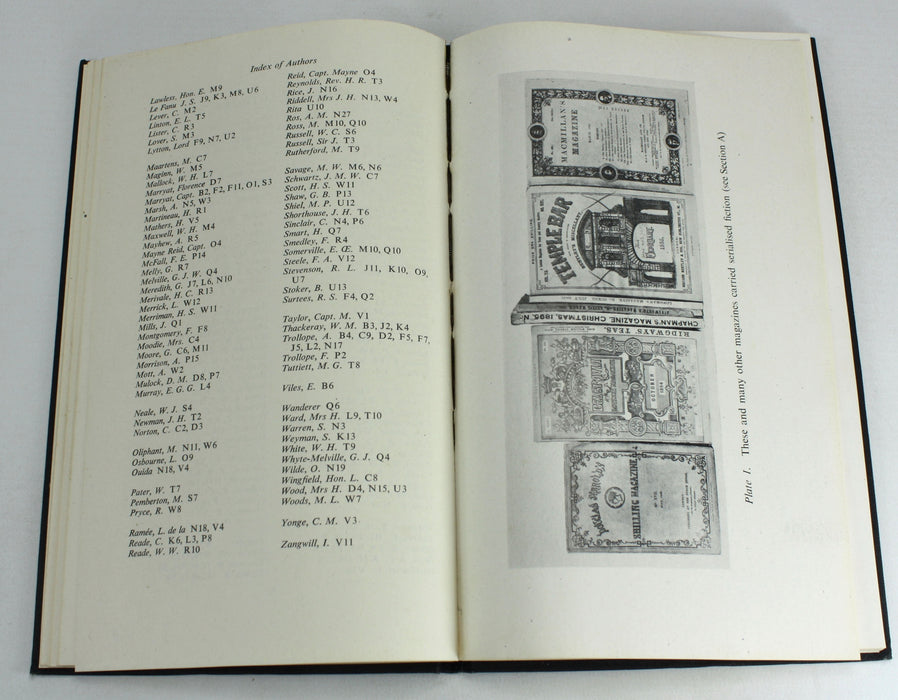 Index of Authors
Lawless, Hon. E. M9
Le Fanu J. S. J9, K3, M8, U6
Lever, C. M2
Linton, E. L. T5
Lister, C. R3
Lover, S. M3
Lytton, Lord F9, N7, U2
Maartens, M. C7
Maginn, W. M5
Mallock, W. H. L7
Marryat, Florence D7
Marryat, Capt. B2, F2, F11, O1, S3
Marsh, A. N5, W3
Martineau, H. R1
Mathers, H. V5
Maxwell, W. H. M4
Mayhew, A. R5
Mayne Reid, Capt. O4
McFall, F. E. P14
Melly, G. R7
Melville, G. J. W. Q4
Meredith, G. J7, L6, N10
Merivale, H. C. R13
Merrick, L. W12
Merriman, H. S. W11
Mills, J. Q1
Montgomery, F. F8
Moodie, Mrs. C4
Moore, G. C6, M11
Morrison, A. P15
Mott, A. W2
Mulock, D. M. D8, P7
Murray, E. G. G. L4
Neale, W. J. S4
Newman, J. H. T2
Norton, C. C2, D3
Oliphant, M. N11, W6
Osbourne, L. O9
Ouida N18, V4
Pater, W. T7
Pemberton, M. S7
Pryce, R. W8
Ramée, L. de la N18, V4
Reade, C. K6, L3, P8
Reade, W. W. R10
Reid, Capt. Mayne O4
Reynolds, Rev. H. R. T3
Rice, J. N16
Riddell, Mrs J. H. N13, W4
Rita U10
Ros, A. M. N27
Ross, M. M10, Q10
Russell, W. C. S6
Russell, Sir J. T3
Rutherford, M. T9
Savage, M. W. M6, N6
Schwartz, J. M. W. C7
Scott, H. S. W11
Shaw, G. B. P13
Shiel, M. P. U12
Shorthouse, J. H. T6
Sinclair, C. N4, P6
Smart, H. Q7
Smedley, F. R4
Somerville, E. Œ. M10, Q10
Steele, F. A. V12
Stevenson, R. L. J11, K10, O9,
U7
Stoker, B. U13
Surtees, R. S. F4, Q2
Taylor, Capt. M. V1
Thackeray, W. M. B3, J2, K4
Trollope, A. B4, C9, D2, F5, F7,
J5, L2, N17
Trollope, F. P2
Tuttiett, M. G. T8
Viles, E. B6
Wanderer Q6
Ward, Mrs H. L9, T10
Warren, S. N3
Weyman, S. K13
White, W. H. T9
Whyte-Melville, G. J. Q4
Wilde, O. N19
Wingfield, Hon. L. C8
Wood, Mrs H. D4, N15, U3
Woods, M. L. W7
Yonge, C. M. V3
Zangwill, I. V11
MACMILLAN'S
MAGAZINE
TEMPLE BAR
FEBRUARY
CHAPMAN'S MAGAZINE, CHRISTMAS, 1895.
RIDGWAYS' TEAS.
BELGRAVIA
OCTOBER
SHILLING MAGAZINE
Plate I. These and many other magazines carried serialised fiction (see Section A)